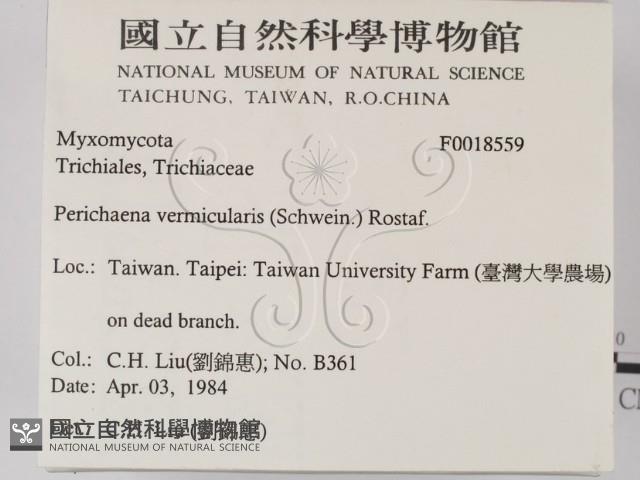 國立自然科學博物館
NATIONAL MUSEUM OF NATURAL SCIENCE
TAICHUNG, TAIWAN, R.O.CHINA
Myxomycota F0018559
Trichiales, Trichiaceae
Perichaena vermicularis (Schwein.) Rostaf.
Loc.: Taiwan. Taipei: Taiwan University Farm (臺灣大學農場)
on dead branch.
Col.: C.H. Liu(劉錦惠); No. B361
Date: Apr. 03, 1984
國立自然科學博物館
NATIONAL MUSEUM OF NATURAL SCIENCE
0